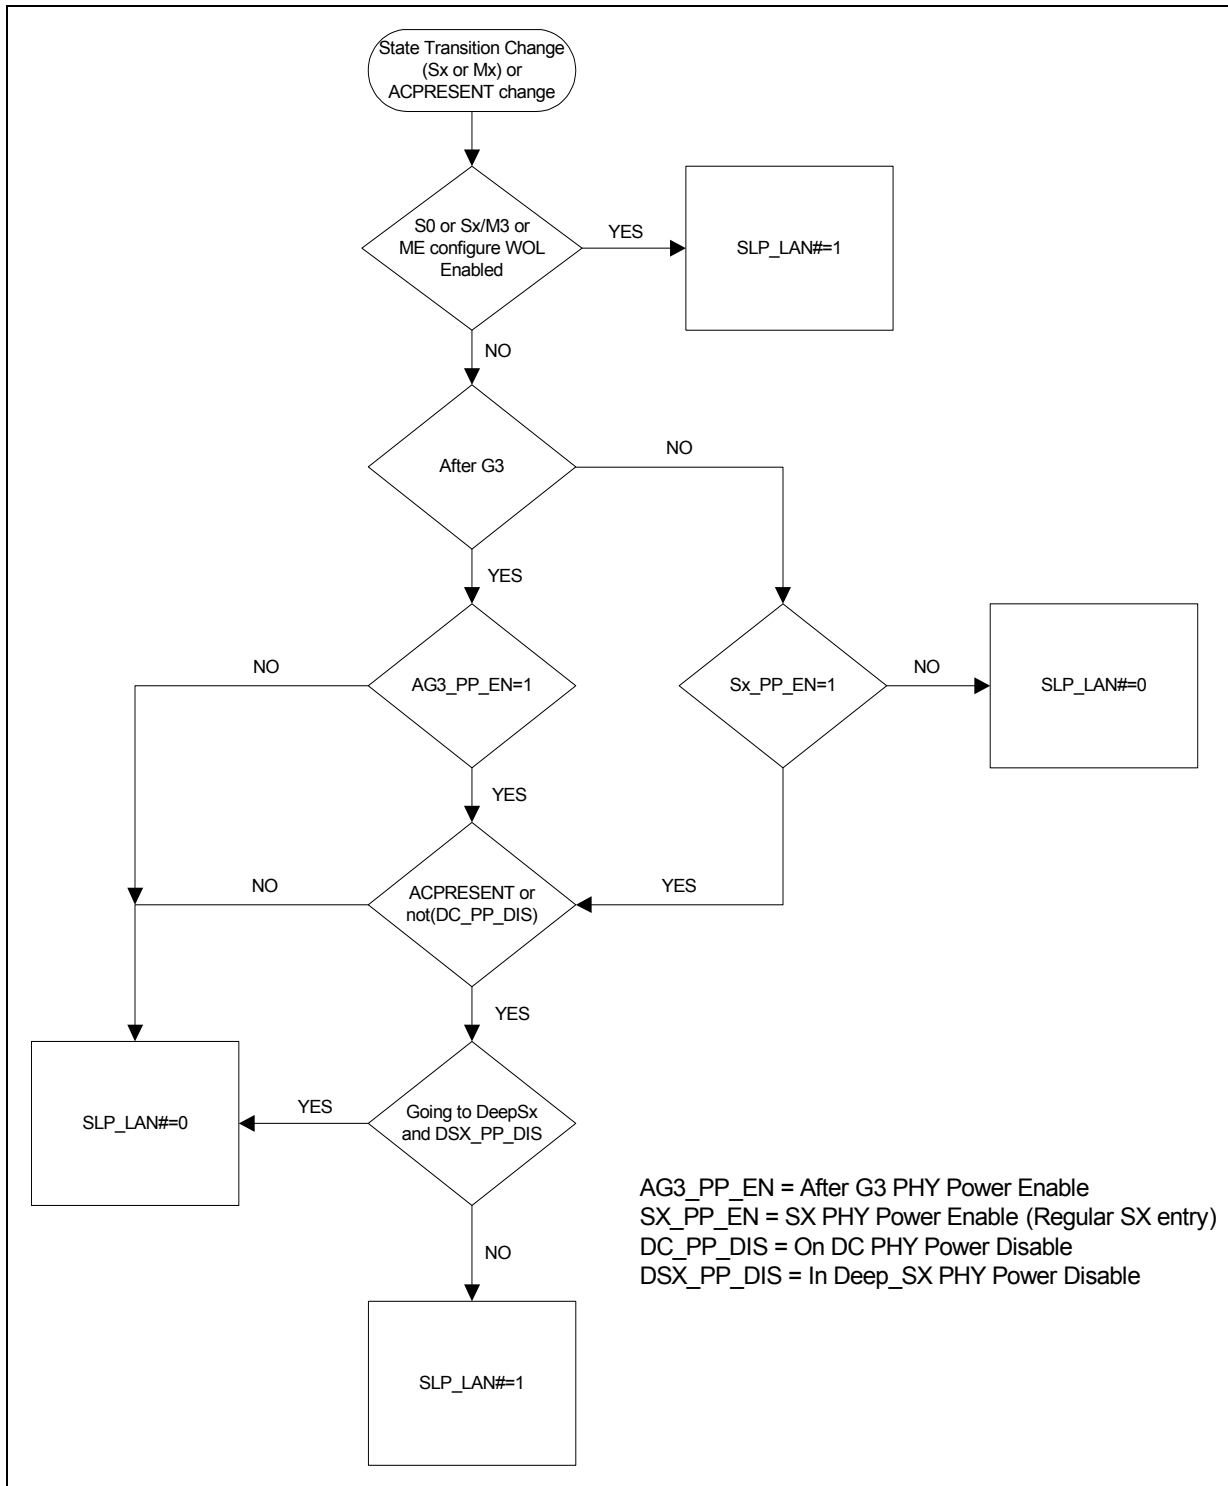 State Transition Change
(Sx or Mx) or
ACPRESENT change
S0 or Sx/M3 or
ME configure WOL
Enabled
YES
SLP_LAN#=1
NO
After G3
NO
YES
AG3_PP_EN=1
NO
Sx_PP_EN=1
NO
SLP_LAN#=0
YES
ACPRESENT or
not(DC_PP_DIS)
NO
YES
YES
Going to DeepSx
and DSX_PP_DIS
YES
SLP_LAN#=0
NO
SLP_LAN#=1
AG3_PP_EN = After G3 PHY Power Enable
SX_PP_EN = SX PHY Power Enable (Regular SX entry)
DC_PP_DIS = On DC PHY Power Disable
DSX_PP_DIS = In Deep_SX PHY Power Disable